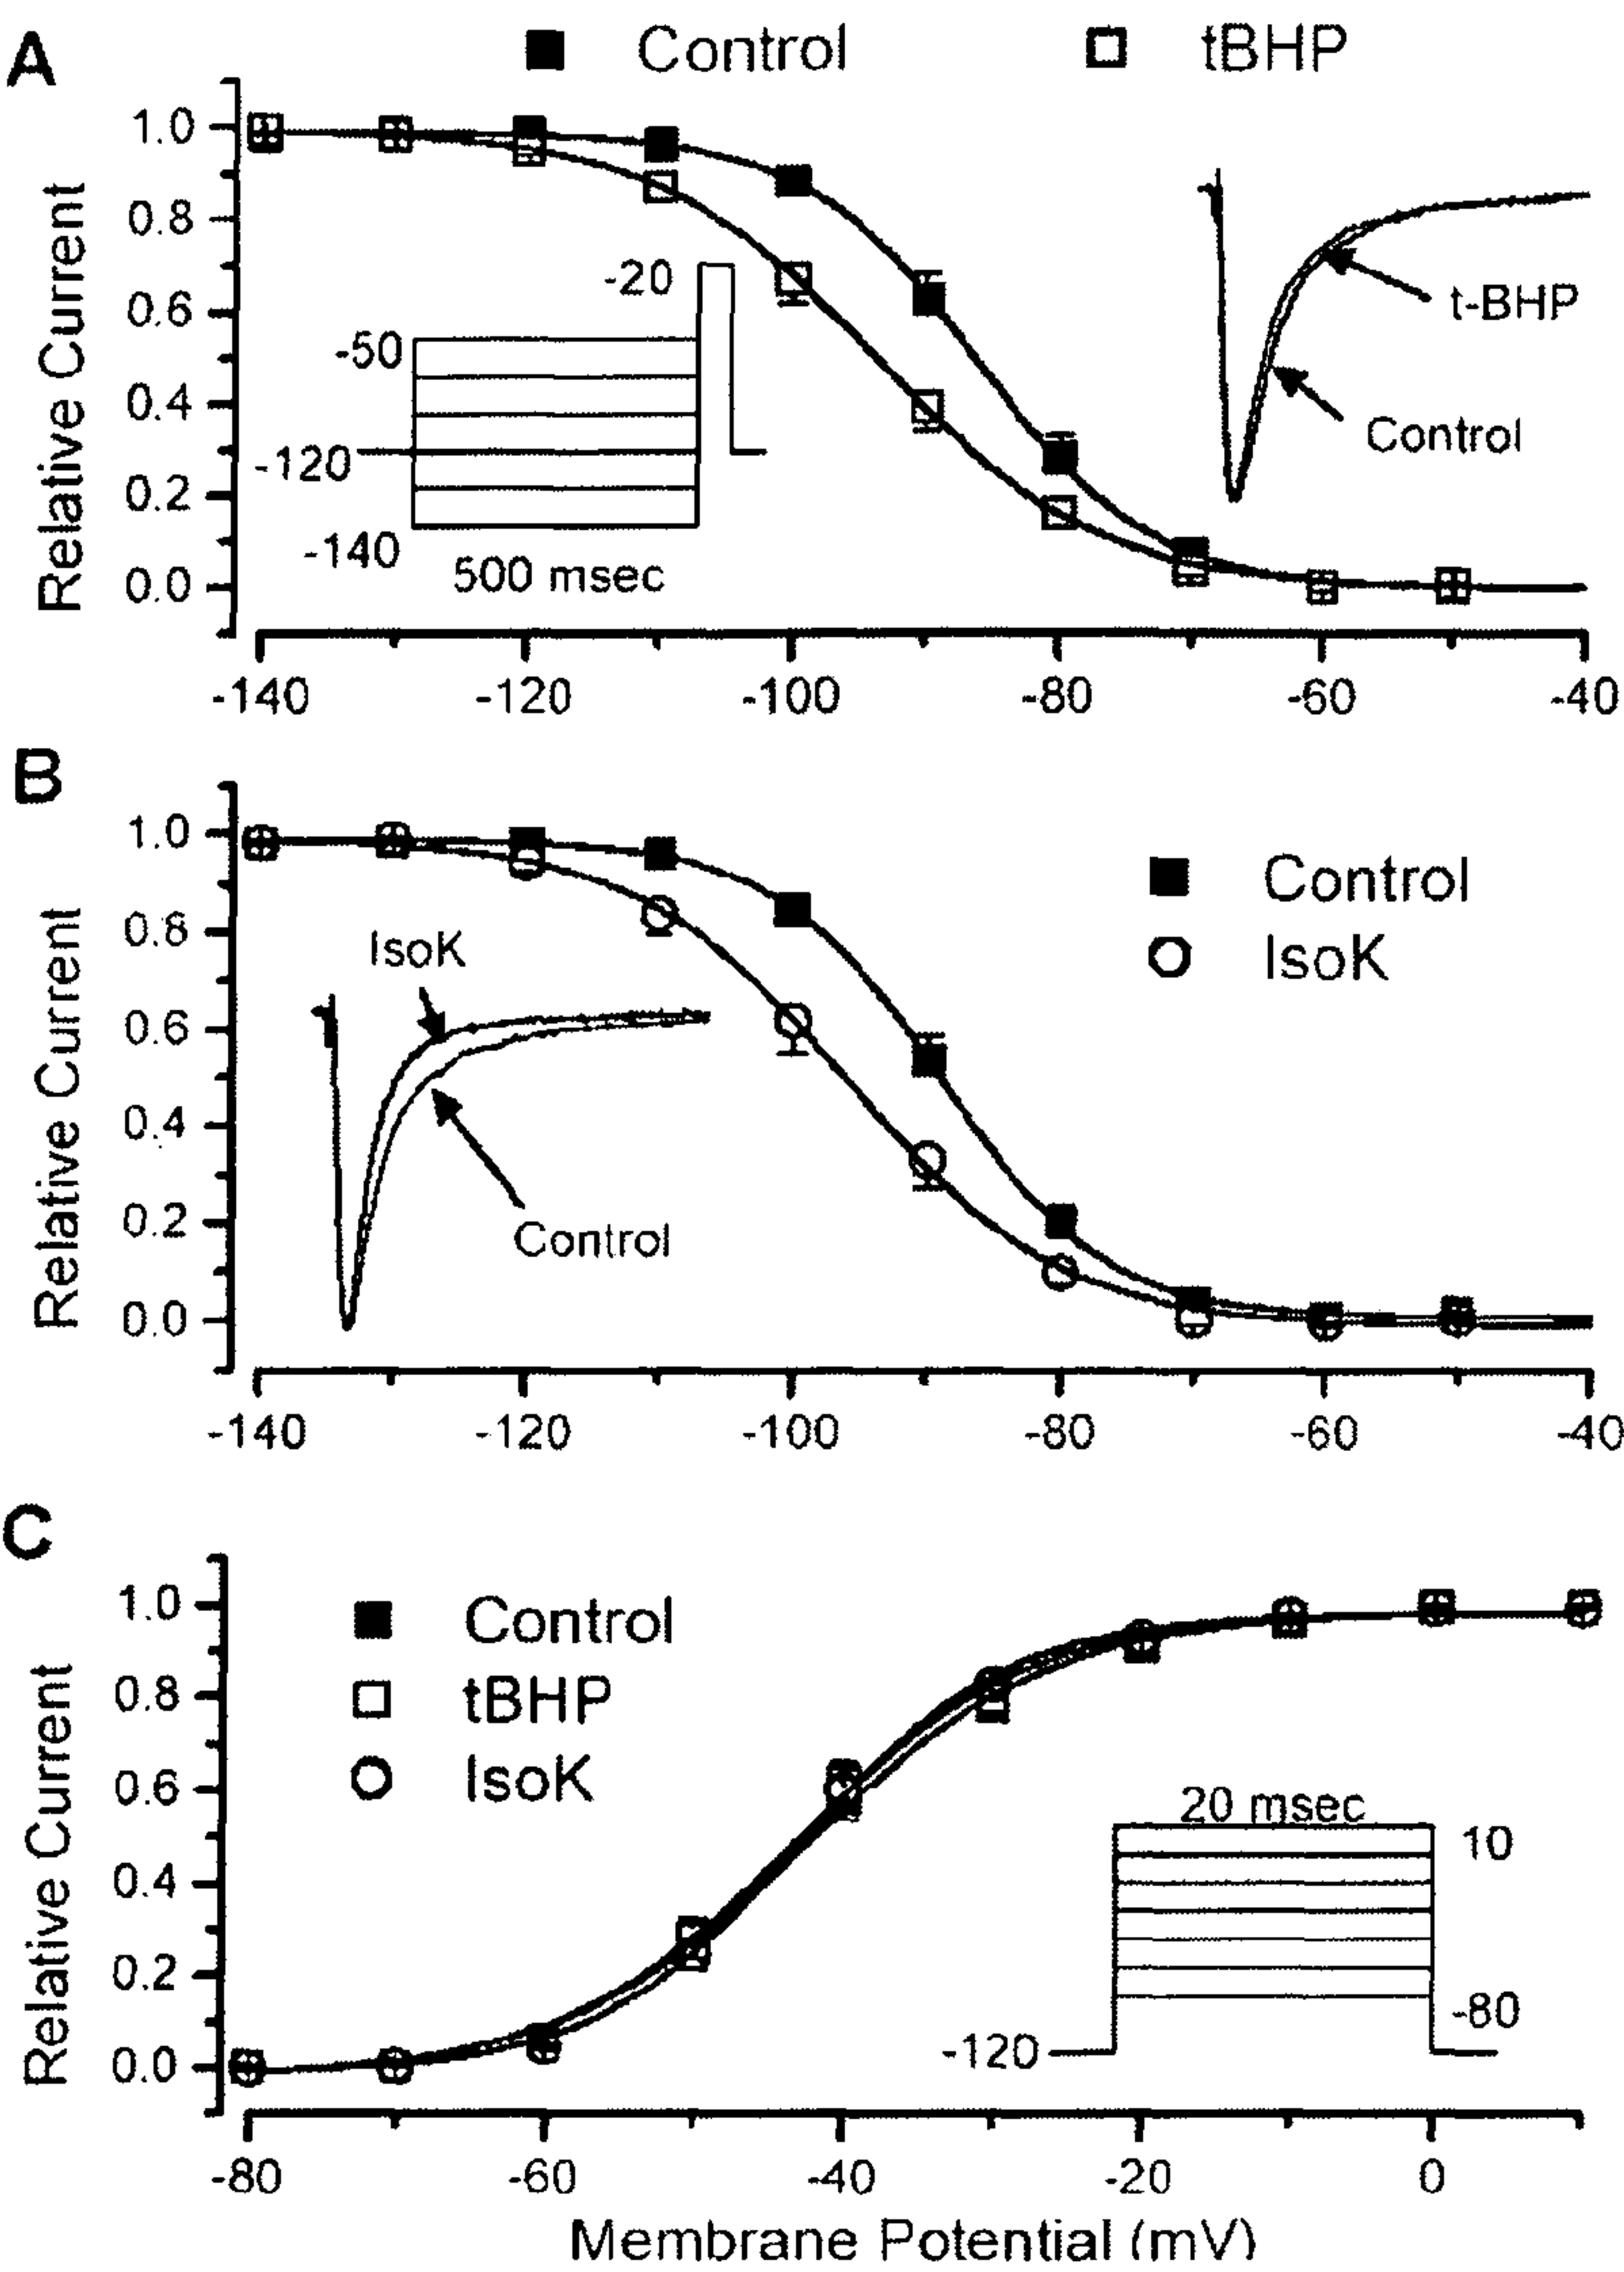 A
Control
tBHP
Relative Current
1.0
0.8
0.6
0.4
0.2
0.0
-20
-50
-120
-140
500 msec
t-BHP
Control
-140 -120 -100 -80 -60 -40
B
Relative Current
1.0
0.8
0.6
0.4
0.2
0.0
IsoK
Control
Control
IsoK
-140 -120 -100 -80 -60 -40
C
Relative Current
1.0
0.8
0.6
0.4
0.2
0.0
Control
tBHP
IsoK
20 msec
10
-80
-120
-80 -60 -40 -20 0
Membrane Potential (mV)